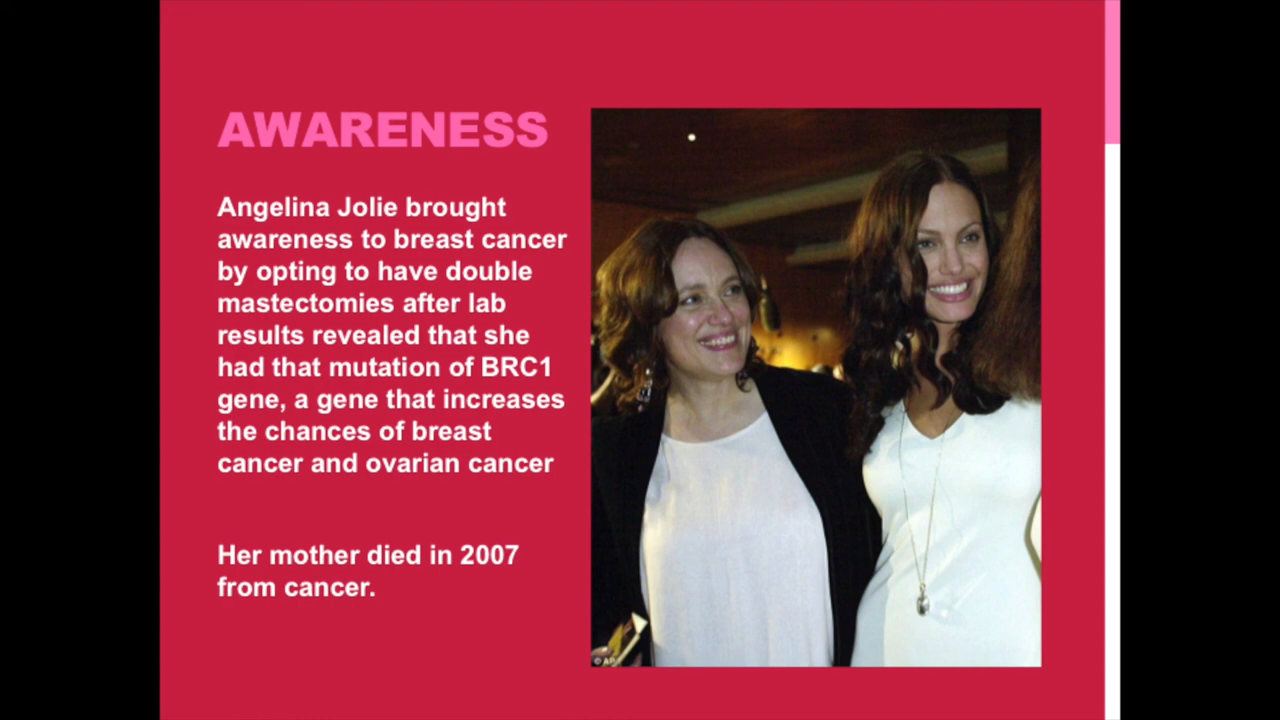 AWARENESS
Angelina Jolie brought
awareness to breast cancer
by opting to have double
mastectomies after lab
results revealed that she
had that mutation of BRC1
gene, a gene that increases
the chances of breast
cancer and ovarian cancer
Her mother died in 2007
from cancer.
© AP